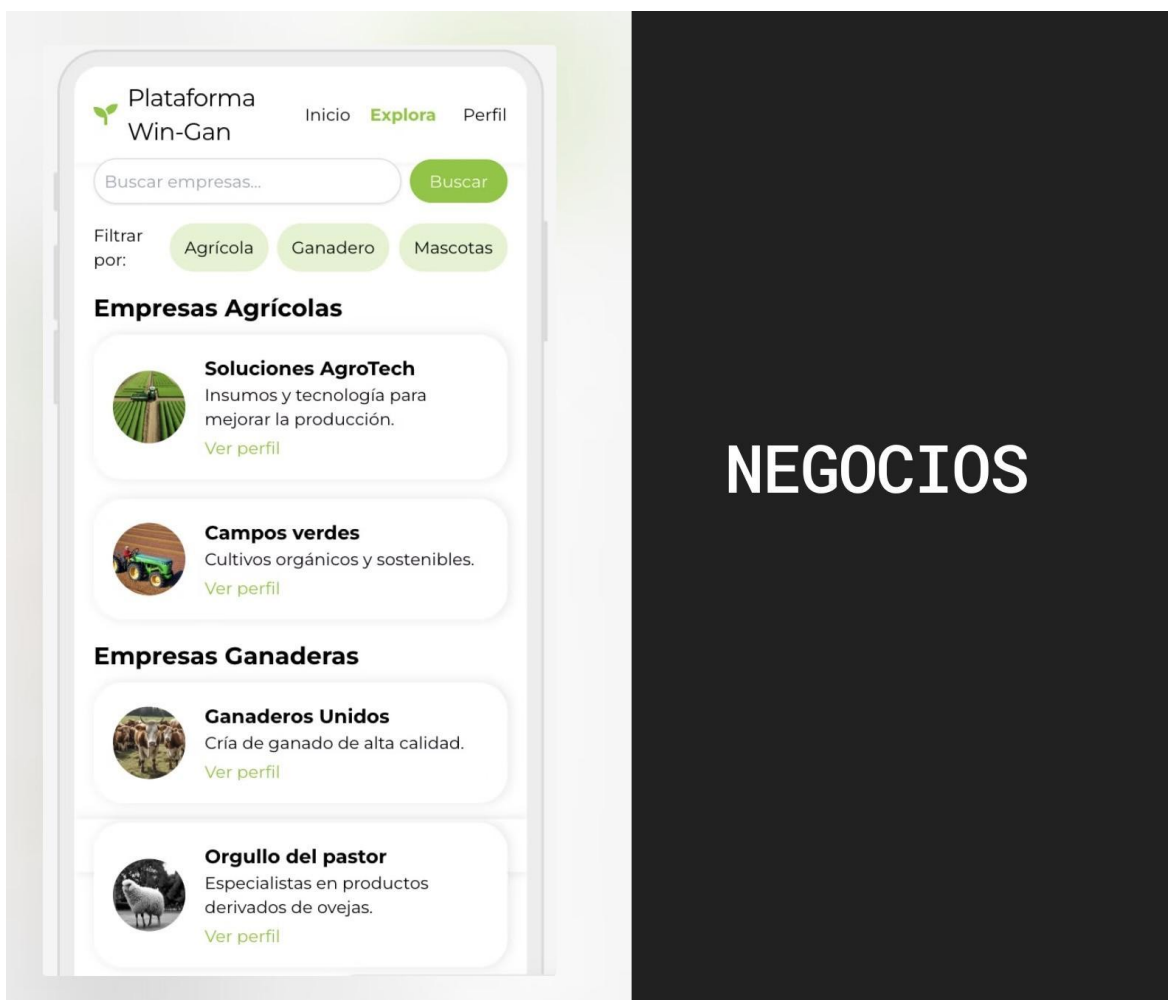 Plataforma
Win-Gan
Inicio Explora Perfil
Buscar empresas... Buscar
Filtrar
por:
Agrícola Ganadero Mascotas
Empresas Agrícolas
Soluciones AgroTech
Insumos y tecnología para
mejorar la producción.
Ver perfil
Campos verdes
Cultivos orgánicos y sostenibles.
Ver perfil
Empresas Ganaderas
Ganaderos Unidos
Cría de ganado de alta calidad.
Ver perfil
Orgullo del pastor
Especialistas en productos
derivados de ovejas.
Ver perfil
NEGOCIOS